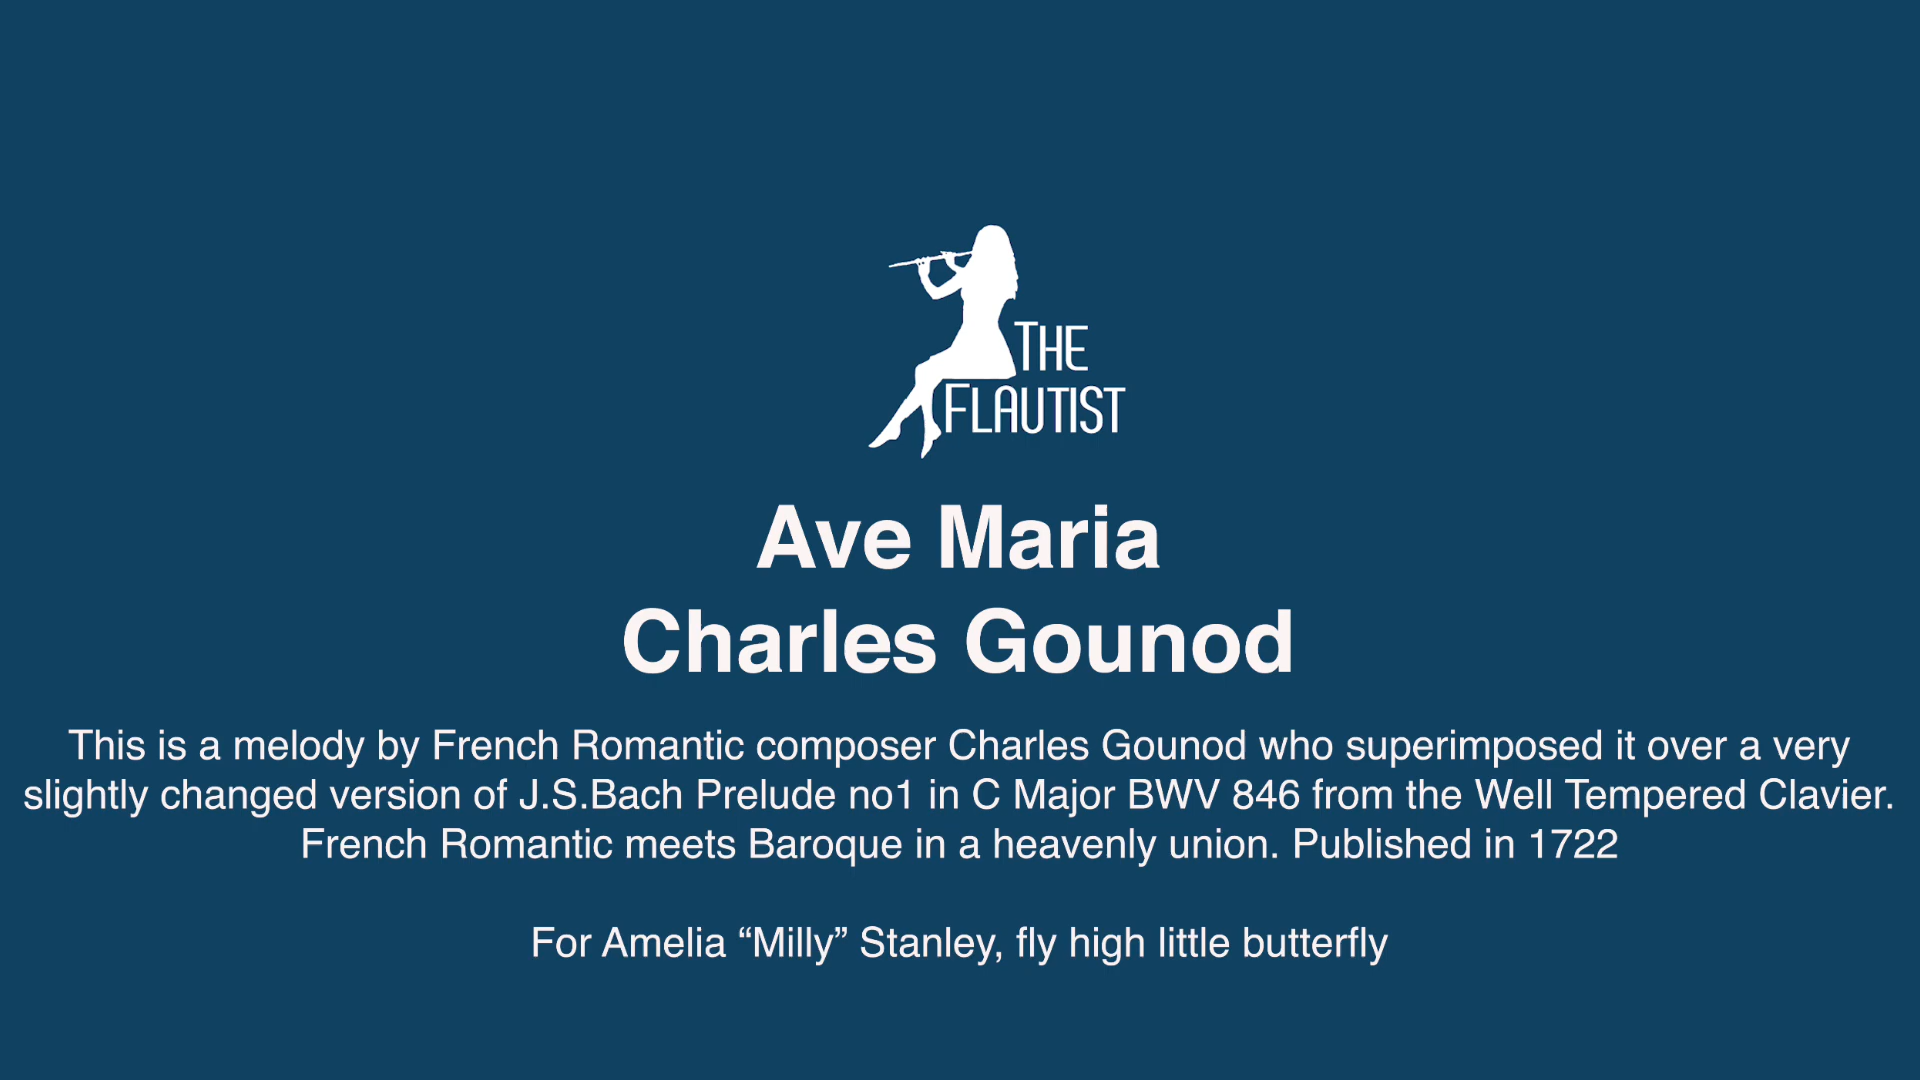 THE
FLAUTIST
Ave Maria
Charles Gounod
This is a melody by French Romantic composer Charles Gounod who superimposed it over a very
slightly changed version of J.S.Bach Prelude no1 in C Major BWV 846 from the Well Tempered Clavier.
French Romantic meets Baroque in a heavenly union. Published in 1722
For Amelia “Milly” Stanley, fly high little butterfly